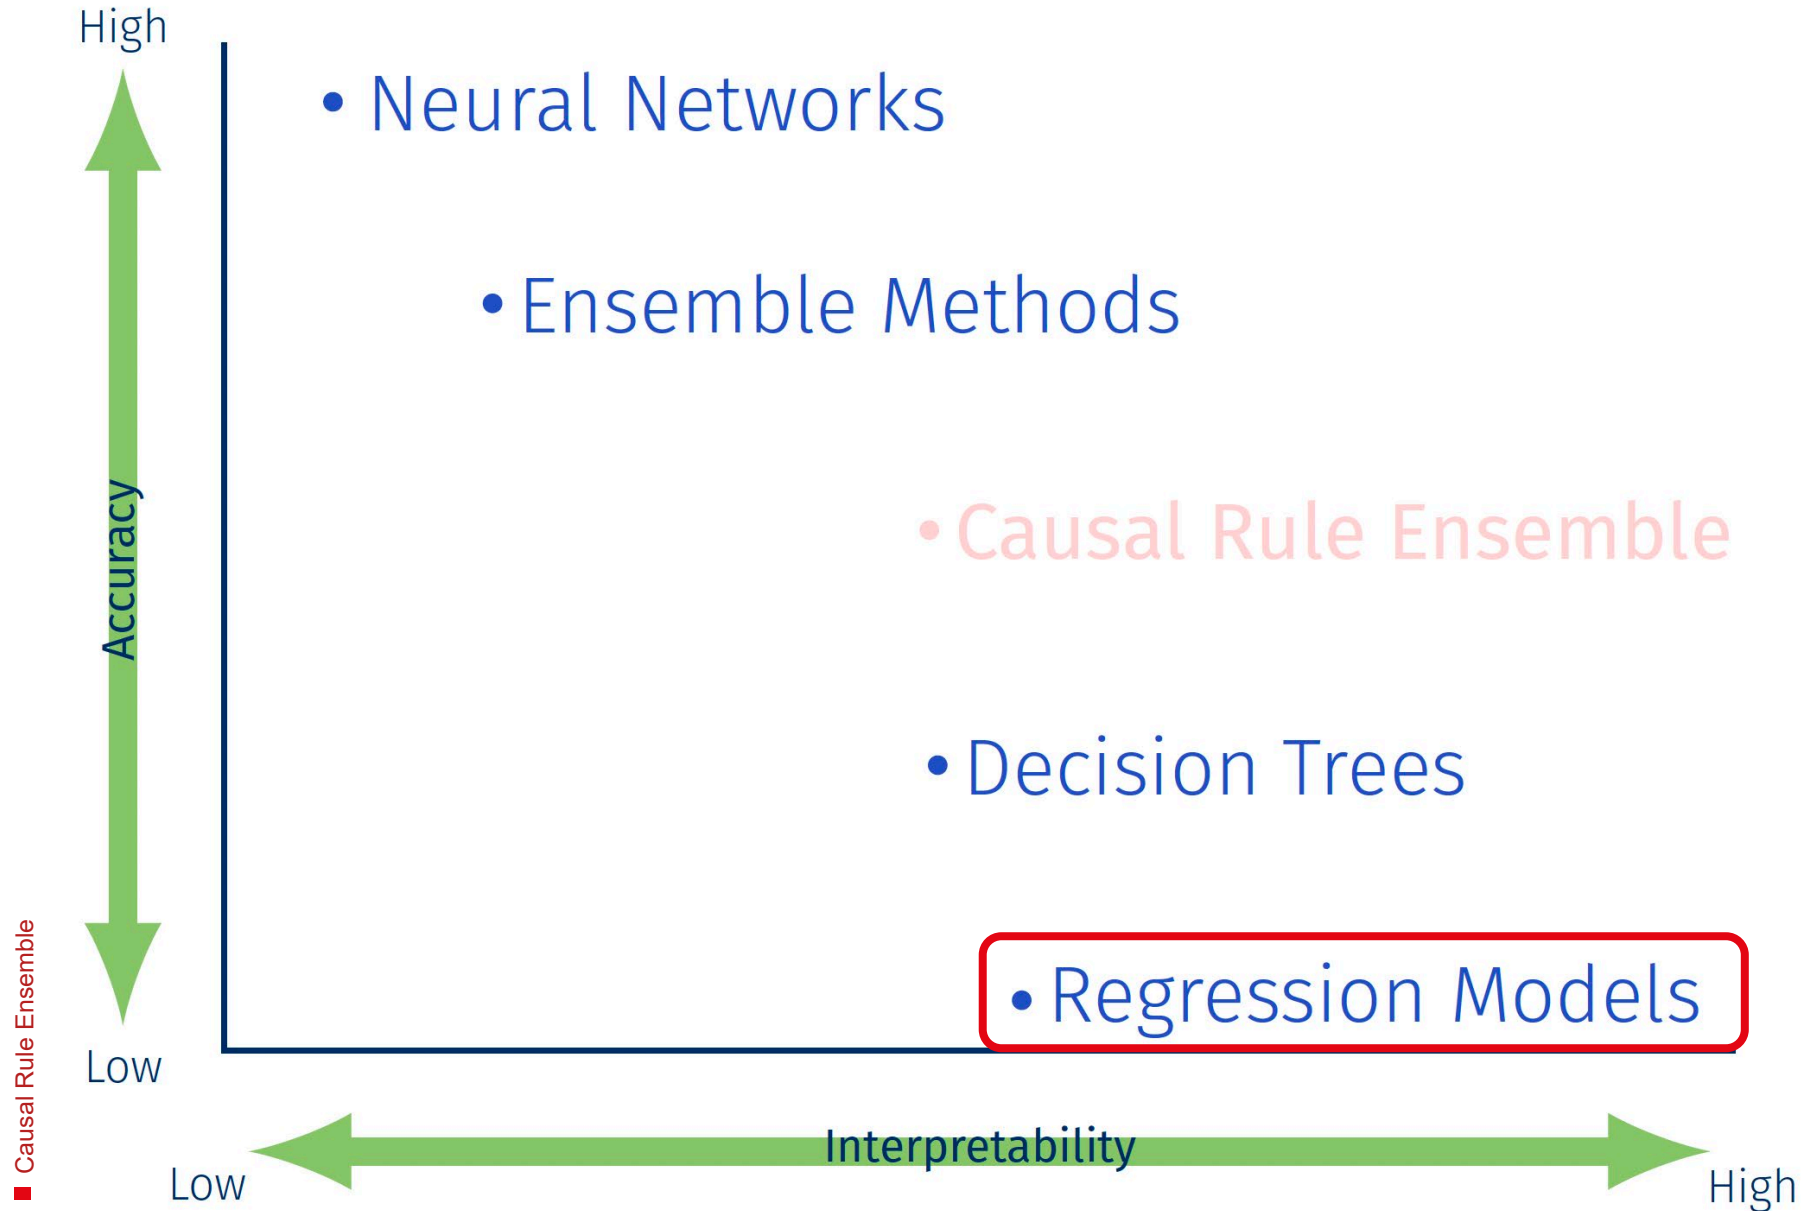 High
• Neural Networks
• Ensemble Methods
• Causal Rule Ensemble
Accuracy
• Decision Trees
• Regression Models
Low
Interpretability
Low
High
Causal Rule Ensemble